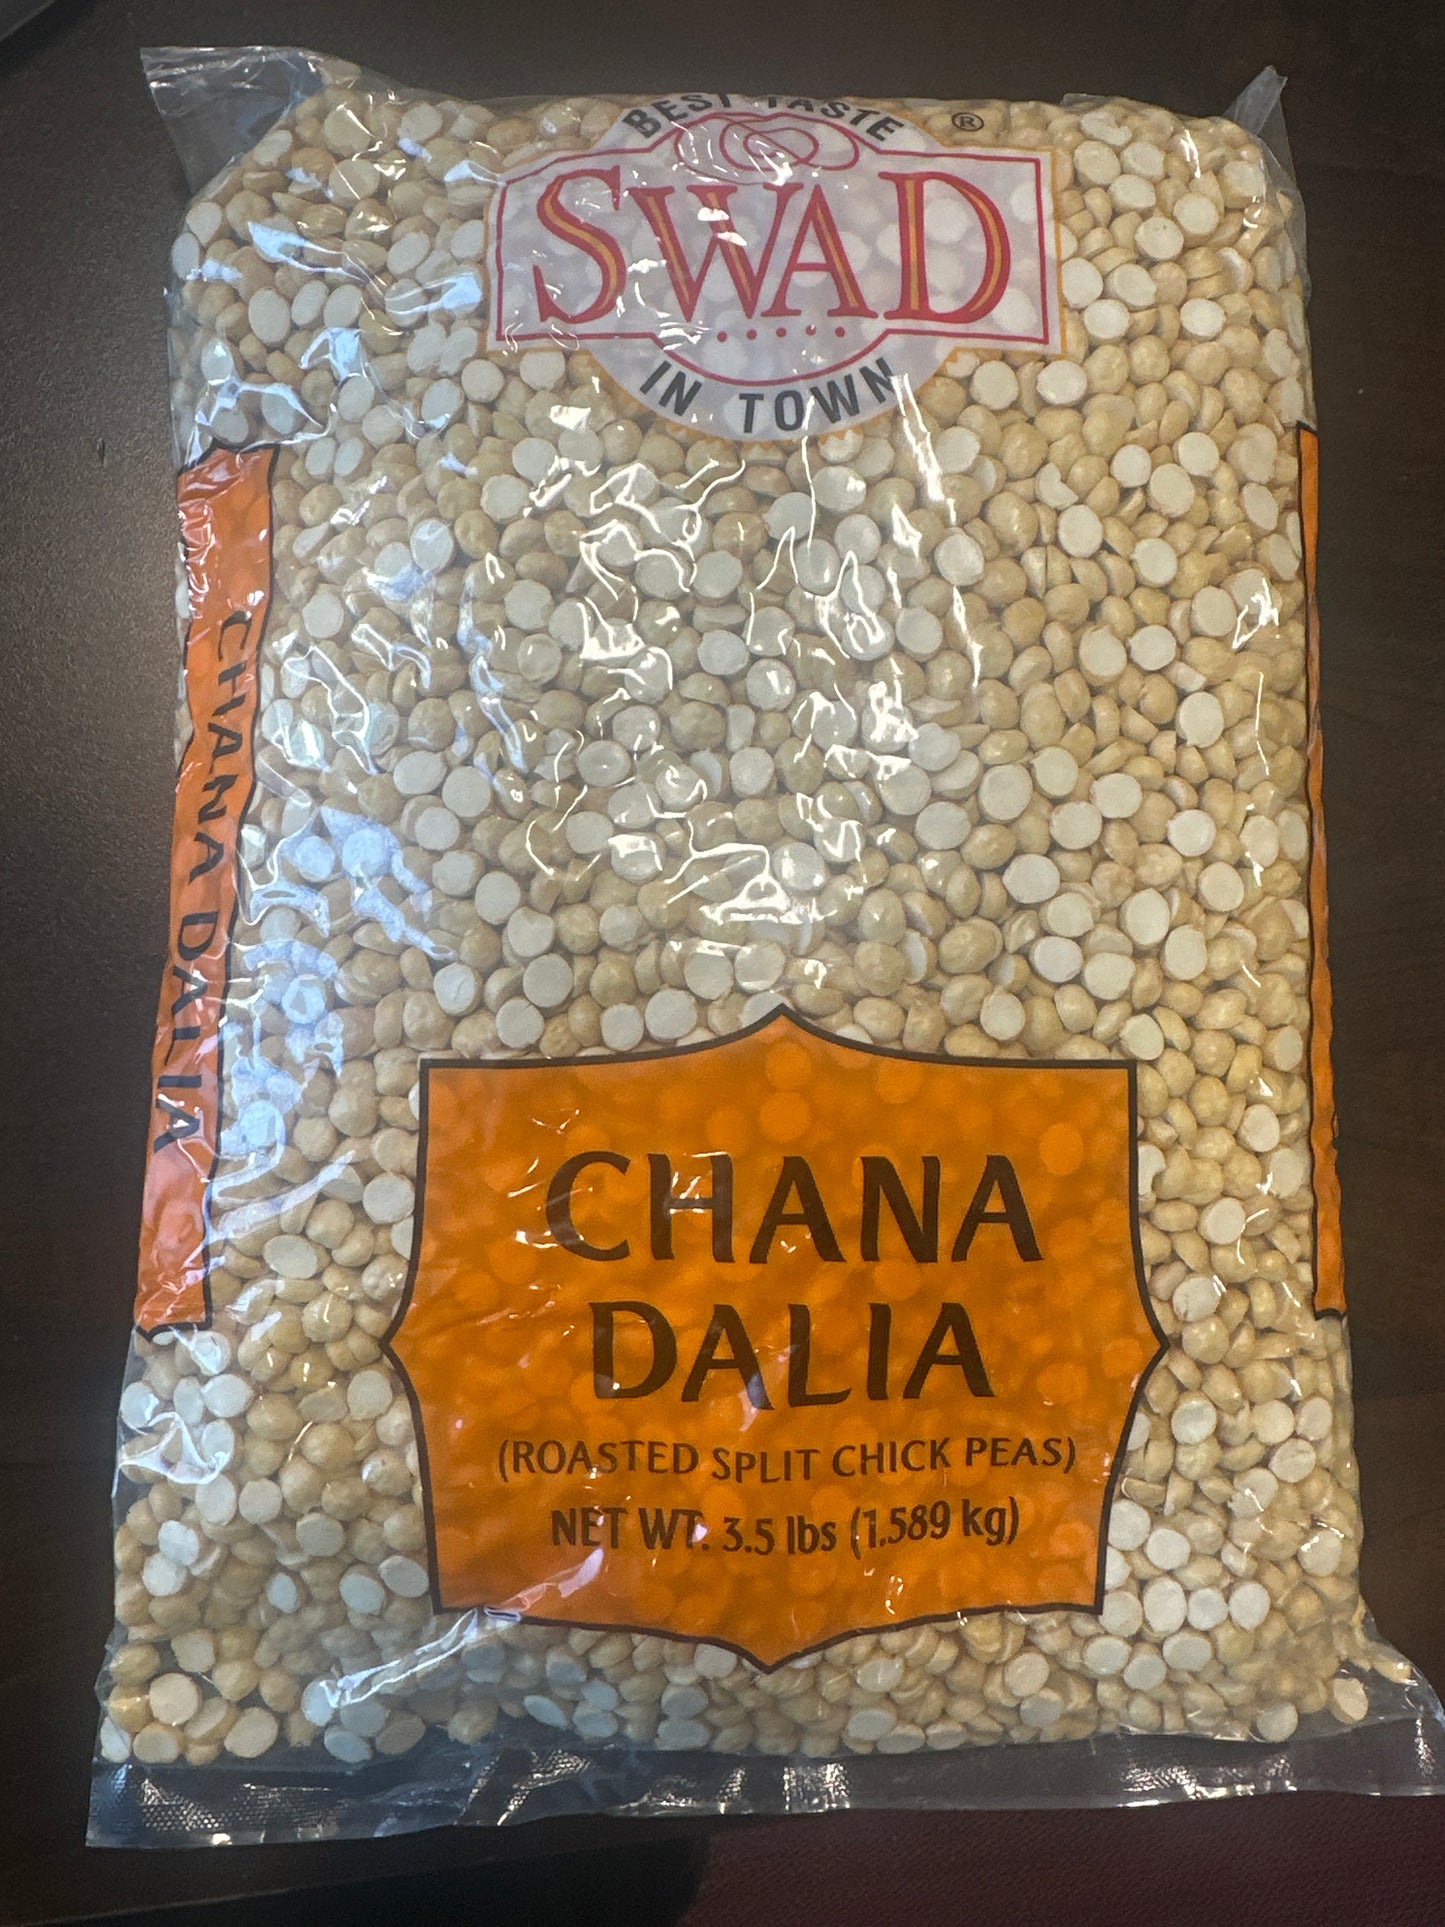 BEST TASTE
®
SWAD
IN TOWN
CHANA DALIA
CHANA
DALIA
(ROASTED SPLIT CHICK PEAS)
NET WT. 3.5 lbs (1.589 kg)